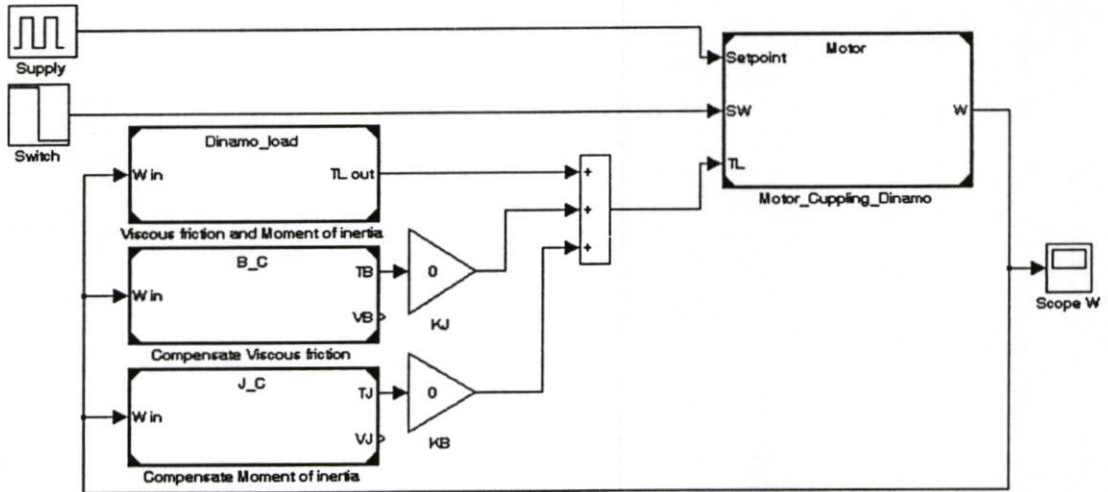 Supply
Switch
Motor
Setpoint
SW
TL
W
Motor_Cuppling_Dinamo
Dinamo_load
W in
TL out
Viscous friction and Moment of inertia
B_C
W in
TB
VB
Compensate Viscous friction
0
KJ
J_C
W in
TJ
VJ
Compensate Moment of inertia
0
KB
+
+
+
Scope W